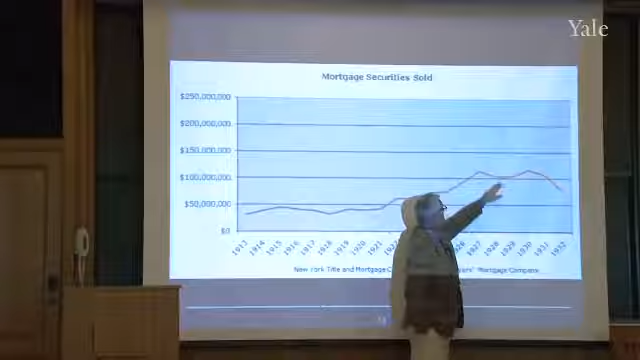 Yale
Mortgage Securities Sold
$250,000,000
$200,000,000
$150,000,000
$100,000,000
$50,000,000
$0
1913 1914 1915 1916 1917 1918 1919 1920 1921 1927 1928 1929 1930 1931 1932
New York Title and Mortgage Mortgage Company